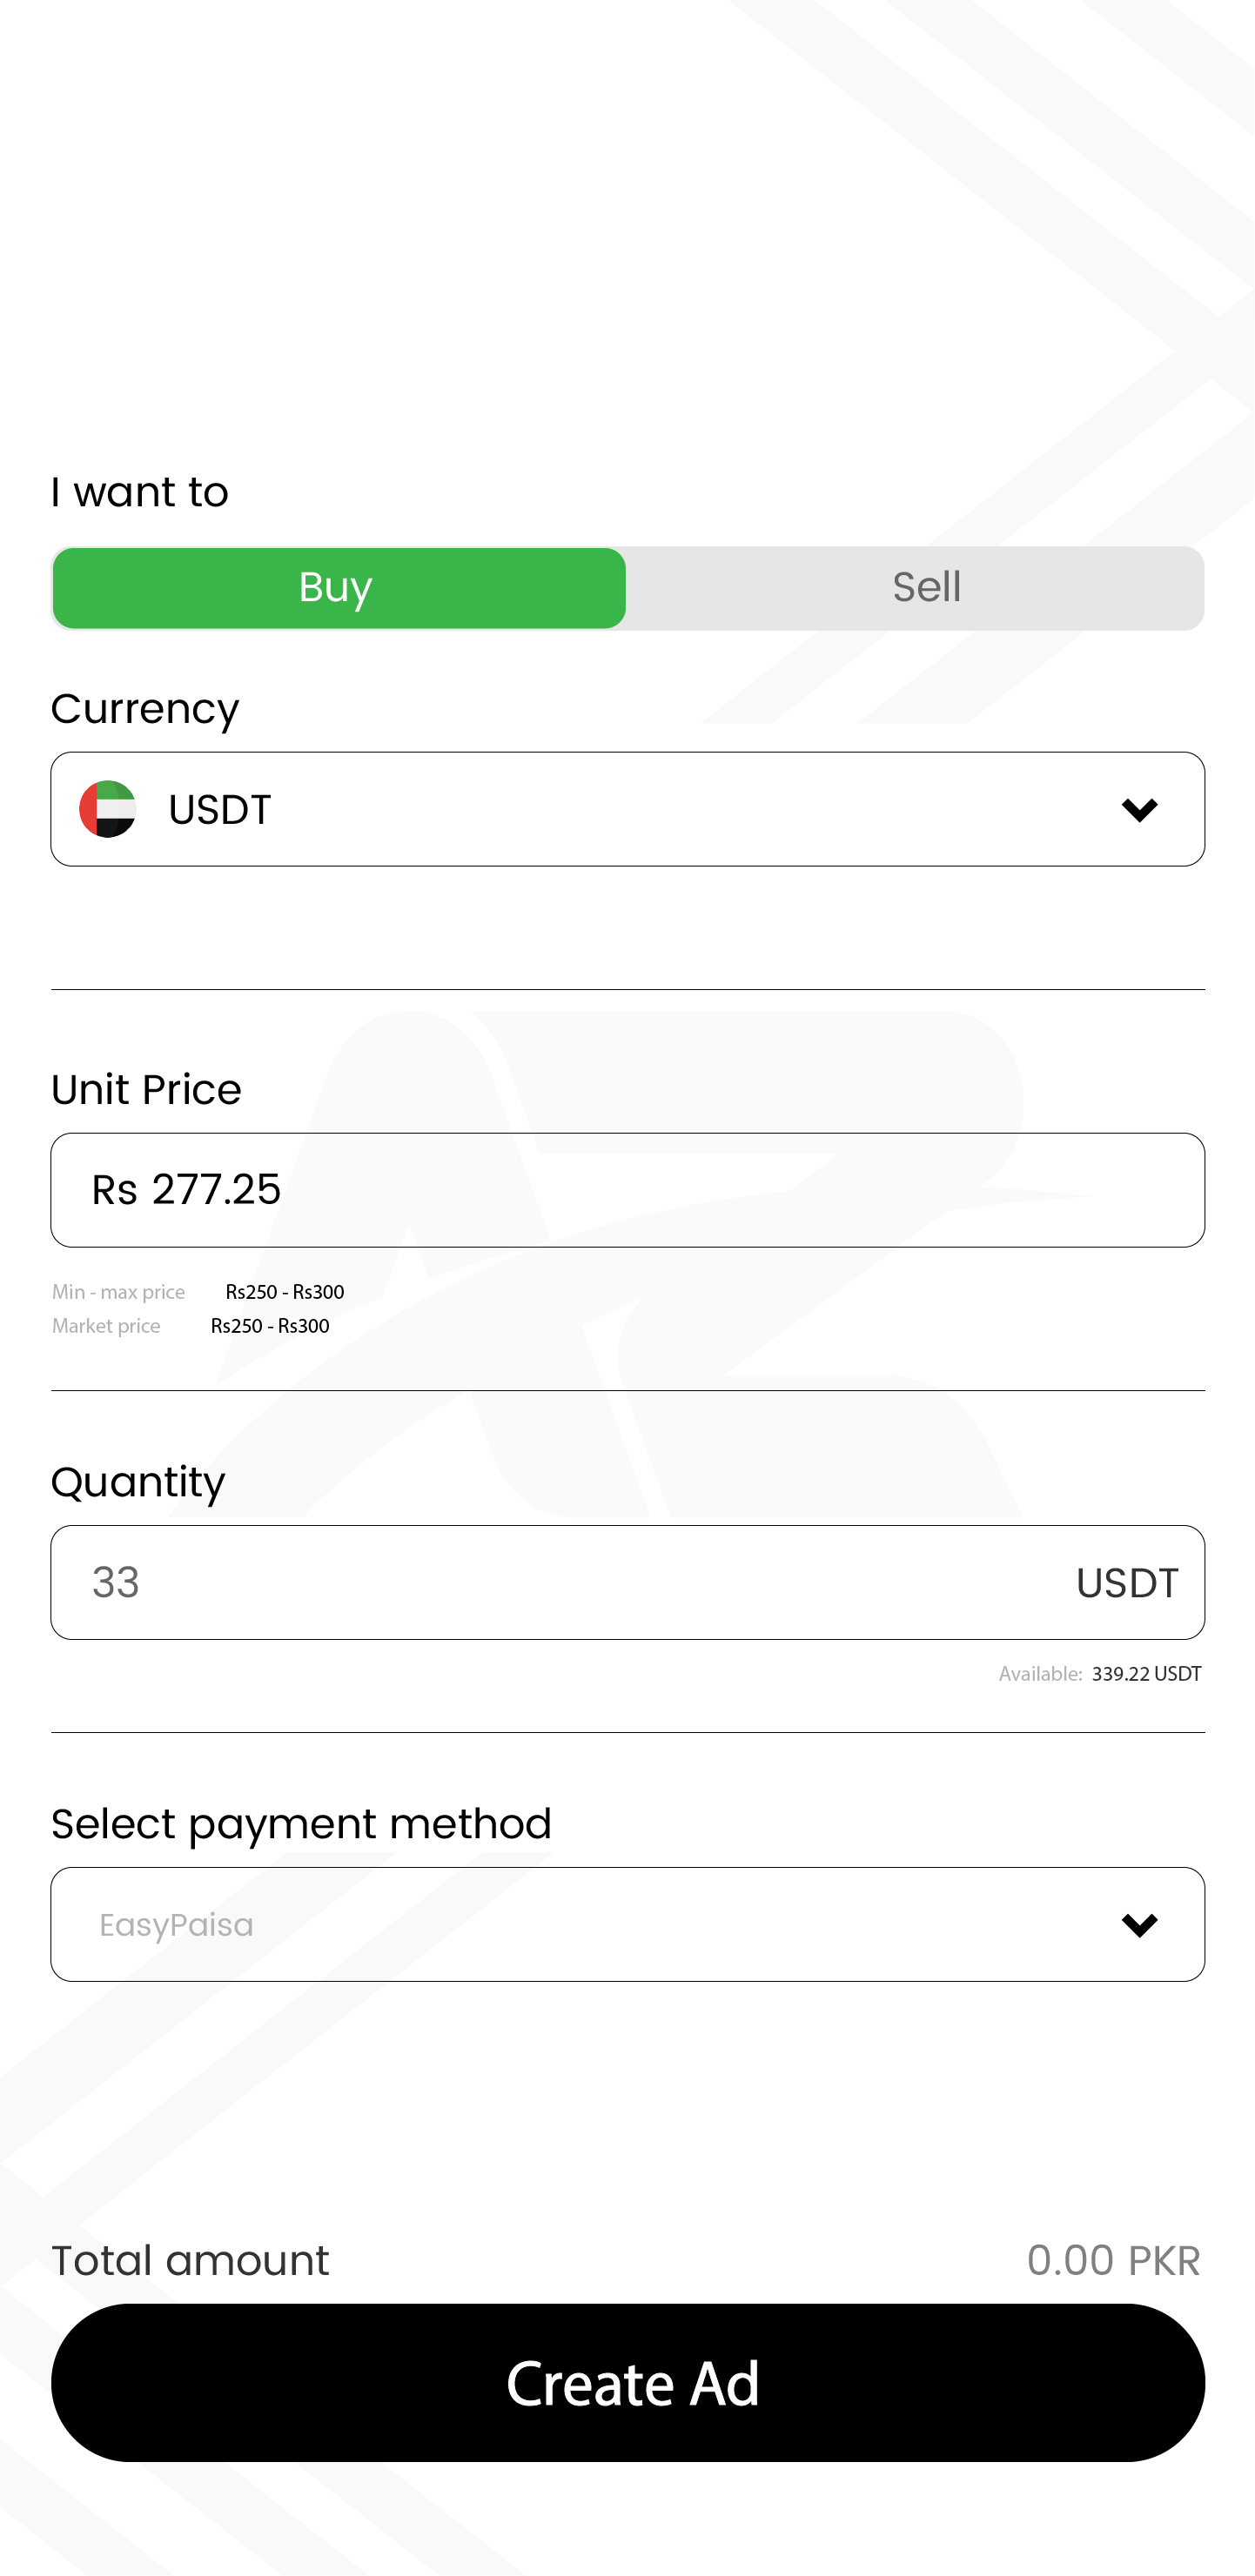 I want to
Buy Sell
Currency
USDT
Unit Price
Rs 277.25
Min - max price Rs250 - Rs300
Market price Rs250 - Rs300
Quantity
33 USDT
Available: 339.22 USDT
Select payment method
EasyPaisa
Total amount 0.00 PKR
Create Ad